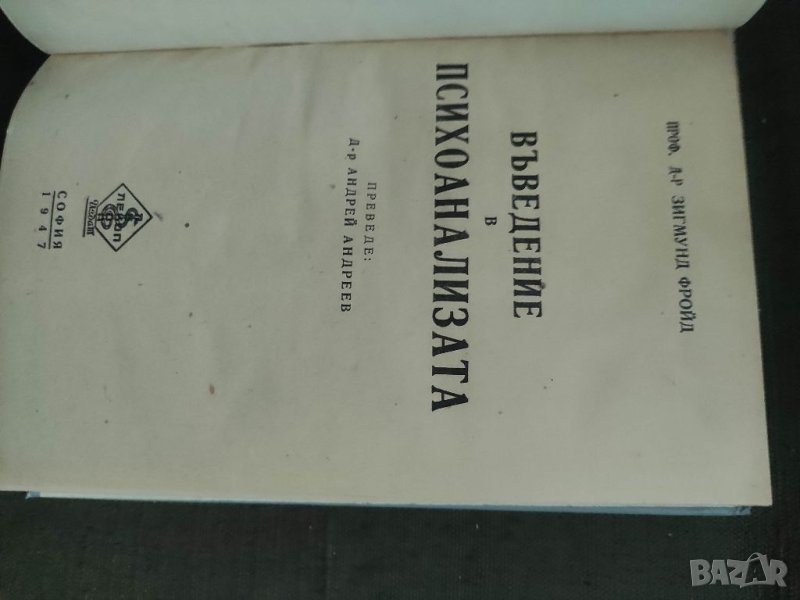 ПРОФ. Д-Р ЗИГМУНД ФРОЙД
ВЪВЕДЕНИЕ
В
ПСИХОАНАЛИЗАТА
ПРЕВЕДЕ:
Д-Р АНДРЕЙ АНДРЕЕВ
СОФИЯ
1947
BAZAR